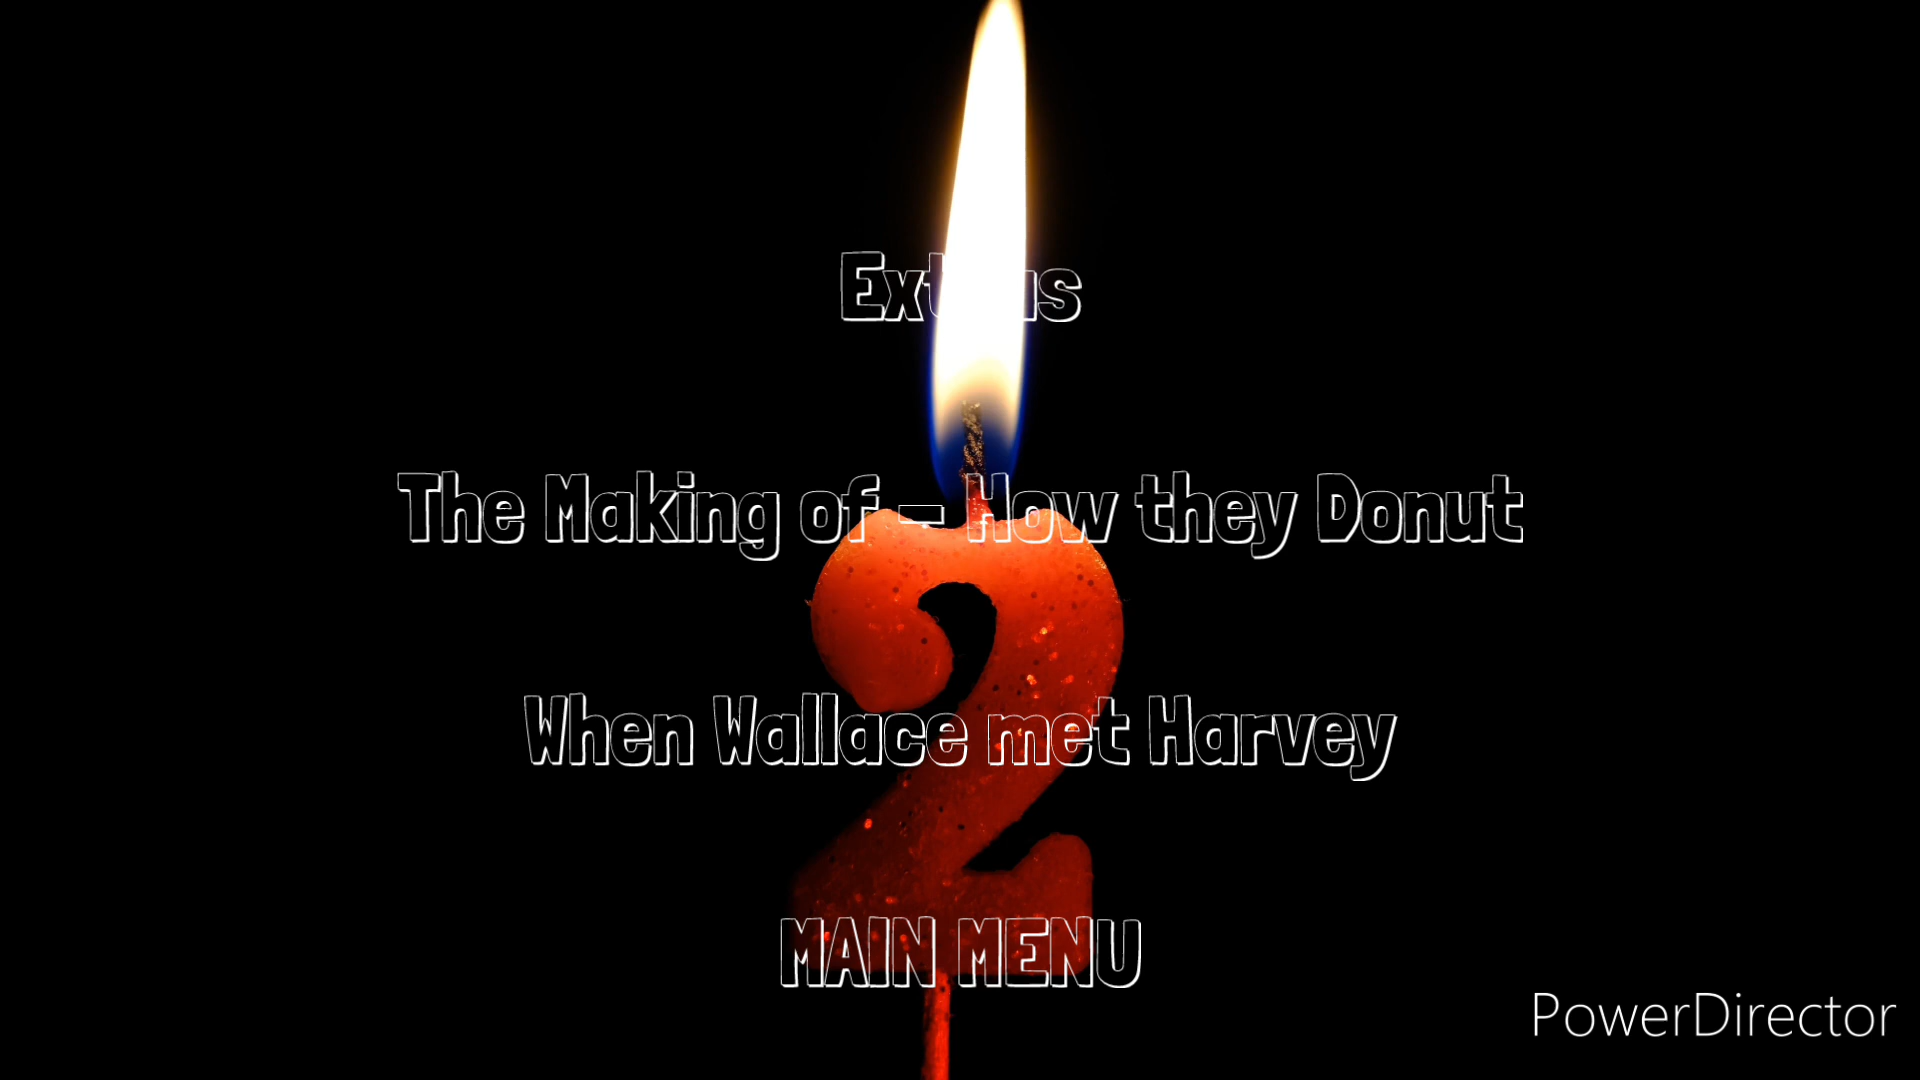 Extras
The Making of - How they Donut
When Wallace met Harvey
MAIN MENU
PowerDirector